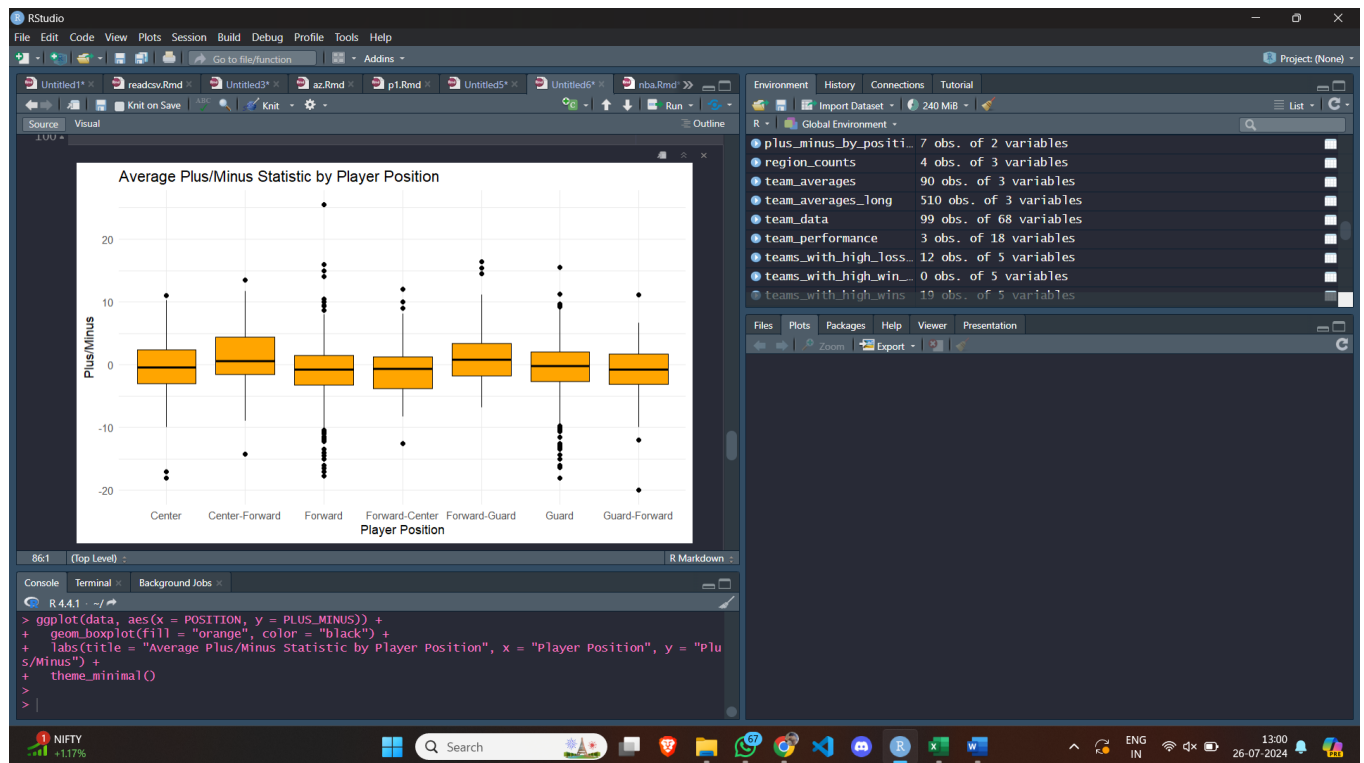 RStudio
File Edit Code View Plots Session Build Debug Profile Tools Help
Go to file/function
Addins
Project: (None)
Untitled1*
readcsv.Rmd
Untitled3*
az.Rmd
p1.Rmd
Untitled5*
Untitled6*
nba.Rmd*
Knit on Save
ABC
Knit
Run
Source
Visual
Outline
100
Average Plus/Minus Statistic by Player Position
Plus/Minus
20
10
0
-10
-20
Center
Center-Forward
Forward
Forward-Center
Forward-Guard
Guard
Guard-Forward
Player Position
86:1
(Top Level)
R Markdown
Console
Terminal
Background Jobs
R 4.4.1 · ~/
> ggplot(data, aes(x = POSITION, y = PLUS_MINUS)) +
+   geom_boxplot(fill = "orange", color = "black") +
+   labs(title = "Average Plus/Minus Statistic by Player Position", x = "Player Position", y = "Plu
s/Minus") +
+   theme_minimal()
>
>
Environment
History
Connections
Tutorial
Import Dataset
240 MiB
List
R
Global Environment
plus_minus_by_positi… 7 obs. of 2 variables
region_counts 4 obs. of 3 variables
team_averages 90 obs. of 3 variables
team_averages_long 510 obs. of 3 variables
team_data 99 obs. of 68 variables
team_performance 3 obs. of 18 variables
teams_with_high_loss… 12 obs. of 5 variables
teams_with_high_win_… 0 obs. of 5 variables
teams_with_high_wins 19 obs. of 5 variables
Files
Plots
Packages
Help
Viewer
Presentation
Zoom
Export
1
NIFTY
+1.17%
Search
67
ENG
IN
13:00
26-07-2024
PRE